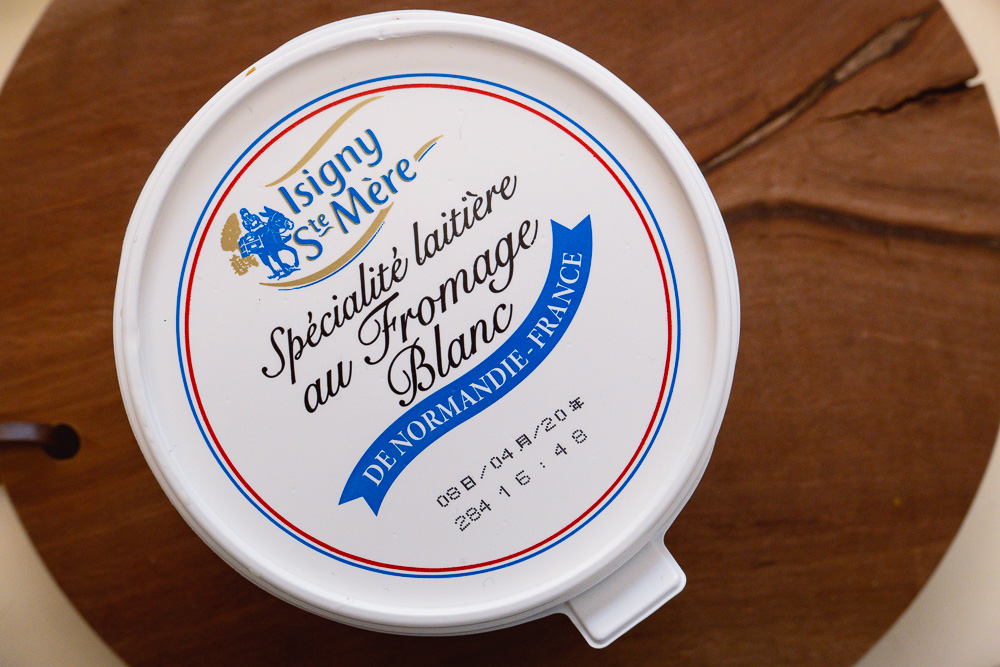 Isigny
Ste Mère
Spécialité laitière
au Fromage
Blanc
DE NORMANDIE - FRANCE
08日/04月/20年
284 16:48